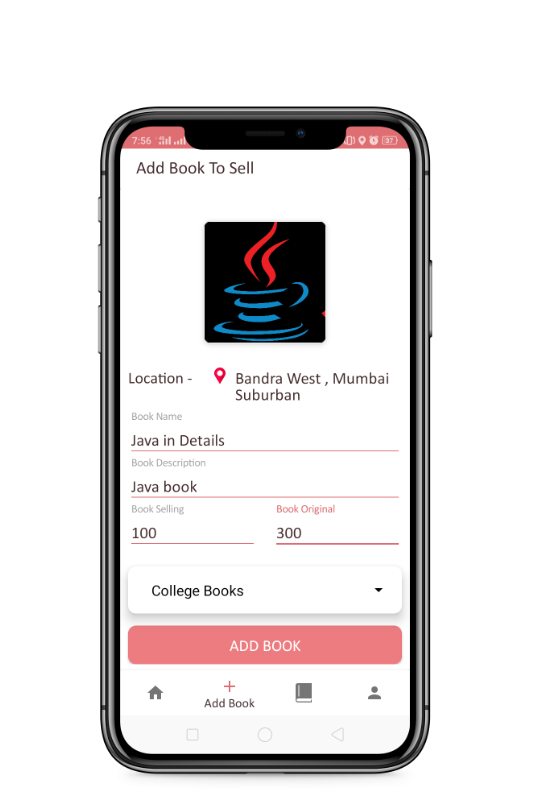 7:56
37
Add Book To Sell
Location -
Bandra West , Mumbai
Suburban
Book Name
Java in Details
Book Description
Java book
Book Selling
Book Original
100
300
College Books
ADD BOOK
Add Book